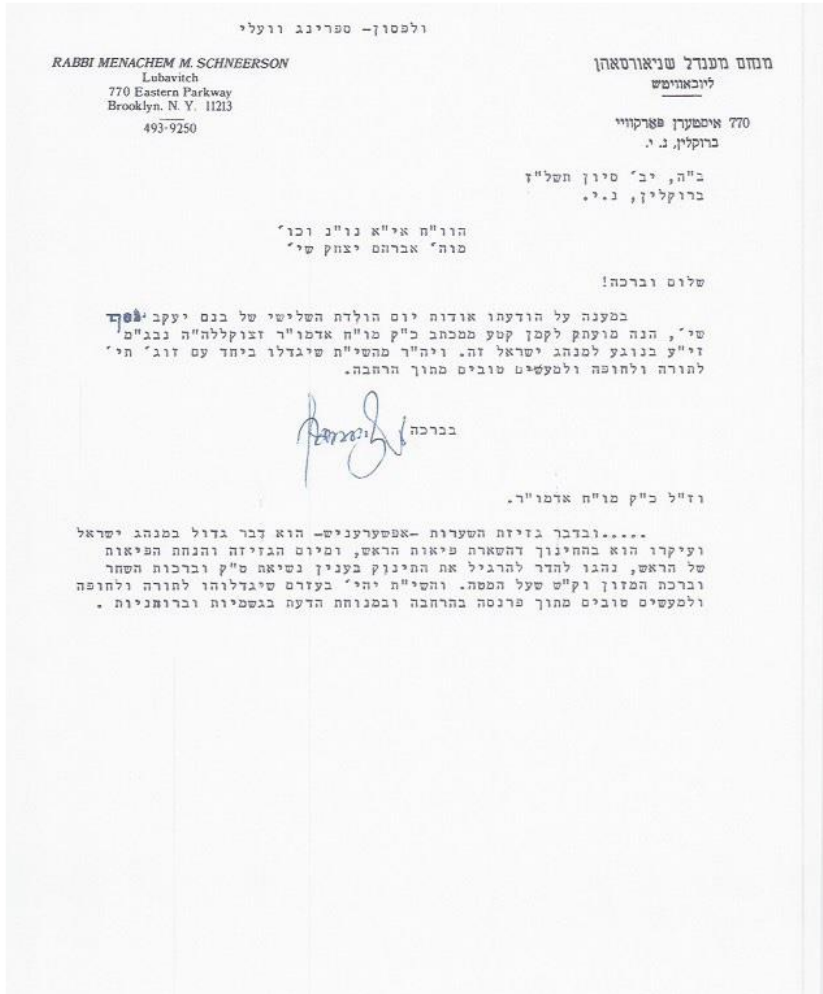 ולפסון- ספרינג וועלי
RABBI MENACHEM M. SCHNEERSON
Lubavitch
770 Eastern Parkway
Brooklyn, N. Y. 11213
493-9250
מנחם מענדל שניאורסאהן
ליובאוויטש
770 איסטערן פארקוויי
ברוקלין, נ. י.
ב"ה, יב' סיון תשל"ז
ברוקלין, נ.י.
הוו"ח אי"א נו"נ וכו'
מוה' אברהם יצחק שי'
שלום וברכה!
במענה על הודעתו אודות יום הולדת השלישי של בנם יעקב
שי', הנה מועתק לקמן קטע ממכתב כ"ק מו"ח אדמו"ר זצוקללה"ה נבג"מ
זי"ע בנוגע למנהג ישראל זה. ויה"ר מהשי"ת שיגדלו ביחד עם זוג' תי'
לתורה ולחופה ולמעשים טובים מתוך הרחבה.
בברכה
וז"ל כ"ק מו"ח אדמו"ר.
.....ובדבר גזיזת השערות -אפשערעניש- הוא דבר גדול במנהג ישראל
ועיקרו הוא בהחינוך דהשארת פיאות הראש, ומיום הגזיזה והנחת הפיאות
של הראש, נהגו להדר להרגיל את התינוק בענין נשיאת ט"ק וברכות השחר
וברכת המזון וק"ש שעל המטה. והשי"ת יהי' בעזרם שיגדלוהו לתורה ולחופה
ולמעשים טובים מתוך פרנסה בהרחבה ובמנוחת הדעת בגשמיות וברוחניות .